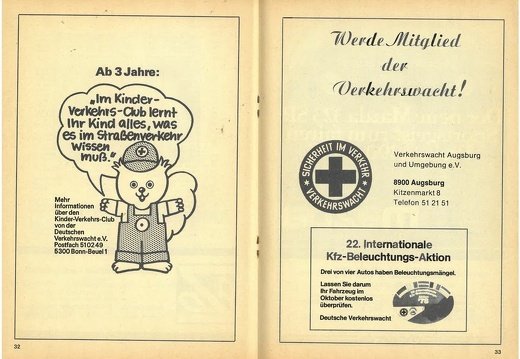 Ab 3 Jahre:
„Im Kinder-
Verkehrs-Club lernt
Ihr Kind alles, was
es im Straßenverkehr
wissen
muß."
Mehr
Informationen
über den
Kinder-Verkehrs-Club
von der
Deutschen
Verkehrswacht e.V.
Postfach 510249
5300 Bonn-Beuel 1
32
Werde Mitglied
der
Verkehrswacht!
SICHERHEIT IM VERKEHR
VERKEHRSWACHT
Verkehrswacht Augsburg
und Umgebung e.V.
8900 Augsburg
Kitzenmarkt 8
Telefon 51 21 51
22. Internationale
Kfz-Beleuchtungs-Aktion
Drei von vier Autos haben Beleuchtungsmängel.
Lassen Sie darum
Ihr Fahrzeug im
Oktober kostenlos
überprüfen.
Deutsche Verkehrswacht
33